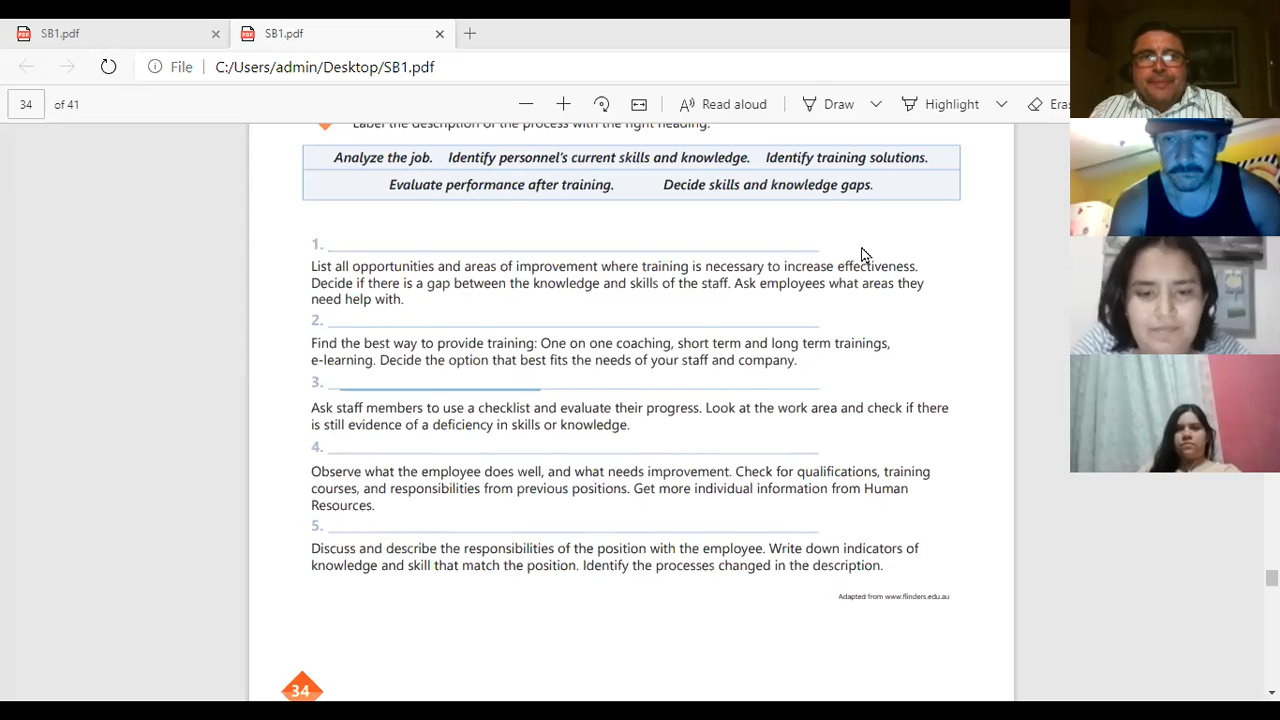 SB1.pdf
SB1.pdf
File
C:/Users/admin/Desktop/SB1.pdf
34 of 41
Read aloud
Draw
Highlight
Label the description of the process with the right heading.
Analyze the job. Identify personnel's current skills and knowledge. Identify training solutions.
Evaluate performance after training. Decide skills and knowledge gaps.
1.
List all opportunities and areas of improvement where training is necessary to increase effectiveness.
Decide if there is a gap between the knowledge and skills of the staff. Ask employees what areas they
need help with.
2.
Find the best way to provide training: One on one coaching, short term and long term trainings,
e-learning. Decide the option that best fits the needs of your staff and company.
3.
Ask staff members to use a checklist and evaluate their progress. Look at the work area and check if there
is still evidence of a deficiency in skills or knowledge.
4.
Observe what the employee does well, and what needs improvement. Check for qualifications, training
courses, and responsibilities from previous positions. Get more individual information from Human
Resources.
5.
Discuss and describe the responsibilities of the position with the employee. Write down indicators of
knowledge and skill that match the position. Identify the processes changed in the description.
Adapted from www.flinders.edu.au
34